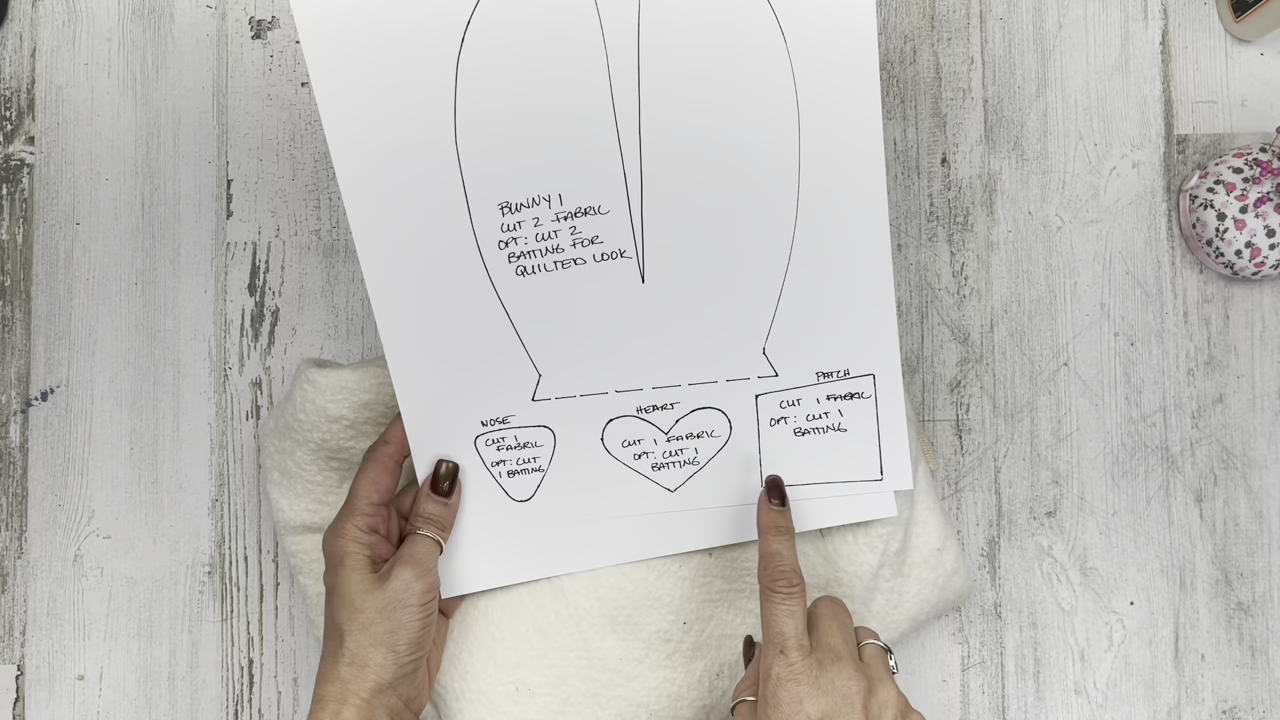 BUNNY 1
CUT 2 FABRIC
OPT: CUT 2
BATTING FOR
QUILTED LOOK
NOSE
CUT 1
FABRIC
OPT: CUT
1 BATTING
HEART
CUT 1 FABRIC
OPT: CUT 1
BATTING
PATCH
CUT 1 FABRIC
OPT: CUT 1
BATTING